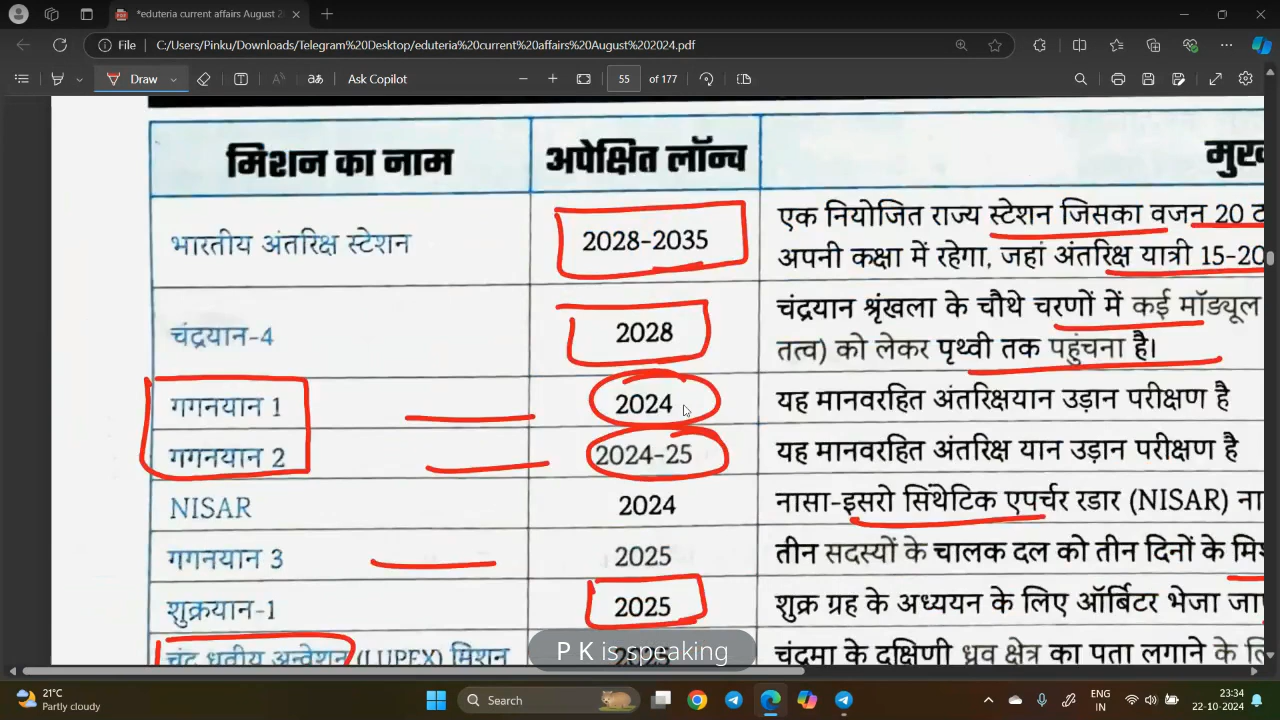 *eduteria current affairs August 2
File
C:/Users/Pinku/Downloads/Telegram%20Desktop/eduteria%20current%20affairs%20August%202024.pdf
Draw
Ask Copilot
55 of 177
मिशन का नाम
अपेक्षित लॉन्च
भारतीय अंतरिक्ष स्टेशन
2028-2035
एक नियोजित राज्य स्टेशन जिसका वजन 20
अपनी कक्षा में रहेगा, जहां अंतरिक्ष यात्री 15-20
चंद्रयान-4
2028
चंद्रयान श्रृंखला के चौथे चरणों में कई मॉड्यूल
तत्व) को लेकर पृथ्वी तक पहुंचना है।
गगनयान 1
2024
यह मानवरहित अंतरिक्षयान उड़ान परीक्षण है
गगनयान 2
2024-25
यह मानवरहित अंतरिक्ष यान उड़ान परीक्षण है
NISAR
2024
नासा-इसरो सिंथेटिक एपर्चर रडार (NISAR)
गगनयान 3
2025
तीन सदस्यों के चालक दल को तीन दिनों के
शुक्रयान-1
2025
शुक्र ग्रह के अध्ययन के लिए ऑर्बिटर भेजा
(LUPEX) मिशन
चंद्रमा के दक्षिणी ध्रुव क्षेत्र का पता लगाने के
P K is speaking
21°C
Partly cloudy
Search
ENG
IN
23:34
22-10-2024